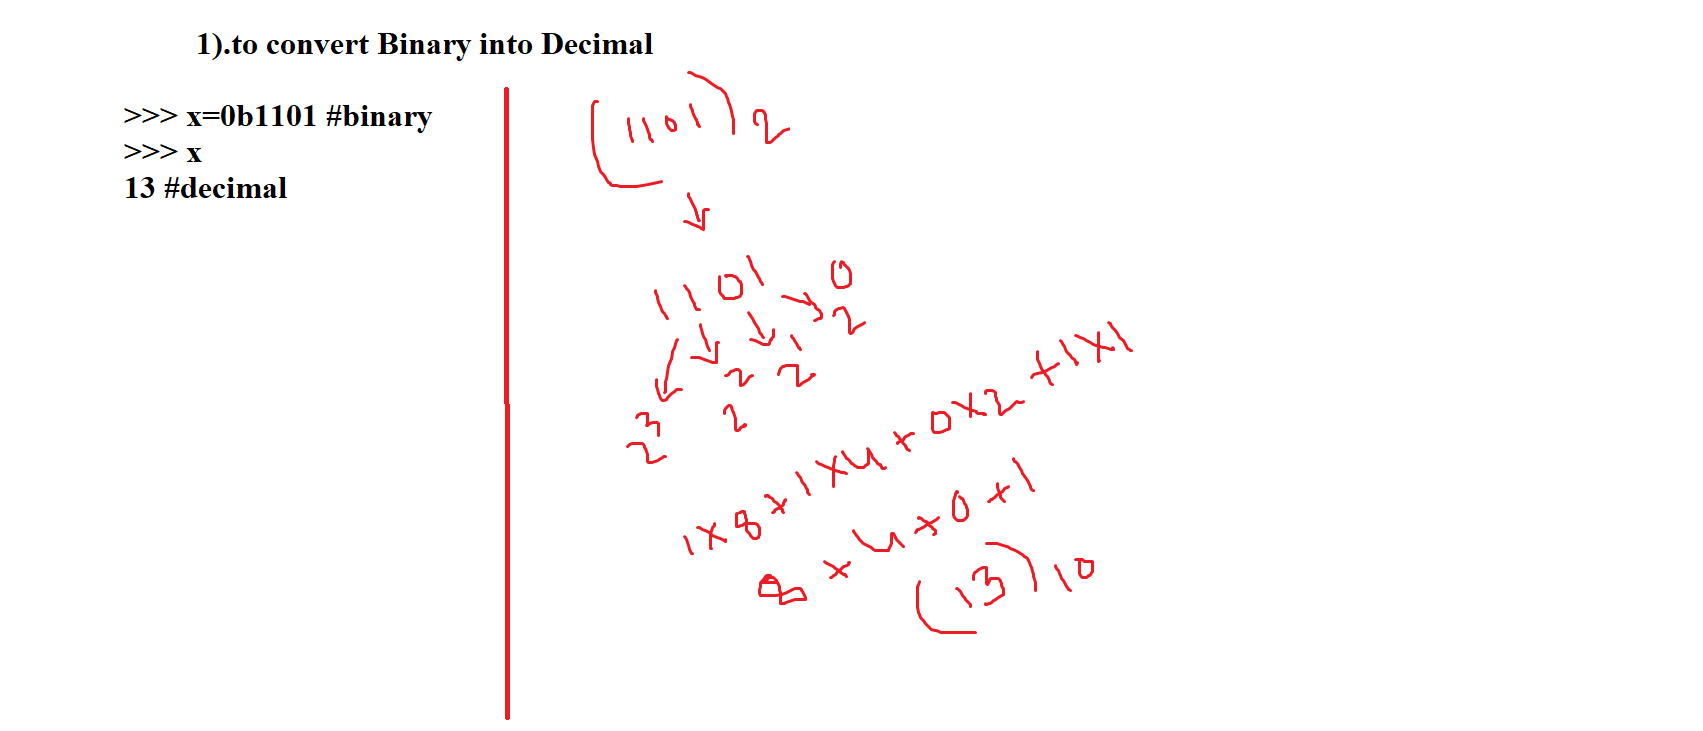 1).to convert Binary into Decimal
>>> x=0b1101 #binary
>>> x
13 #decimal
(1101)2
1101
0
2
1
2
2
2
3
2
1x8+1x4+0x2+1x1
8+4+0+1
(13)10